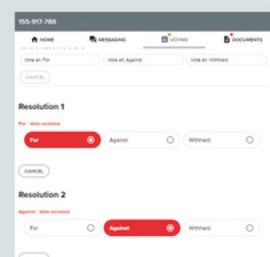 155-917-786
HOME MESSAGING VOTING DOCUMENTS
Vote all For Vote all Against Vote all Withheld
CANCEL
Resolution 1
For - Vote received
For Against Withheld
CANCEL
Resolution 2
Against - Vote received
For Against Withheld